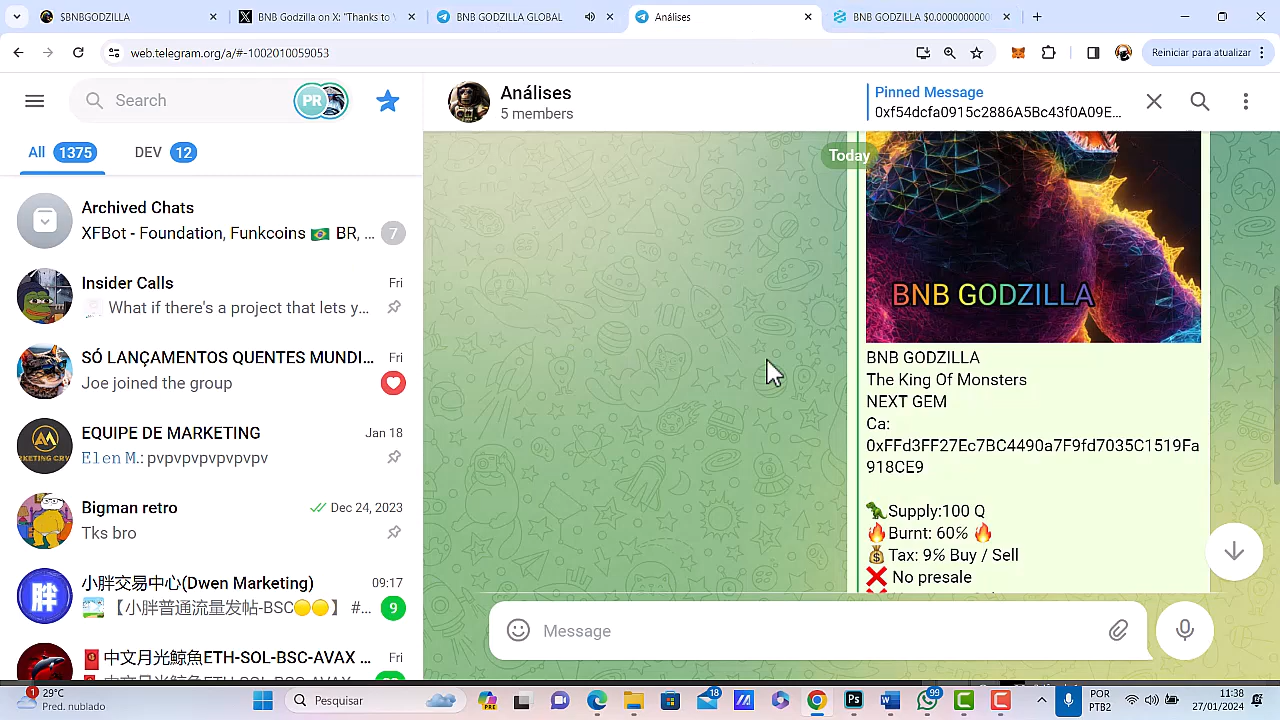 $BNBGODZILLA
BNB Godzilla on X: "Thanks to
BNB GODZILLA GLOBAL
Análises
BNB GODZILLA $0.0000000000
web.telegram.org/a/#-1002010059053
Reiniciar para atualizar
Search
PR
Análises
5 members
Pinned Message
0xf54dcfa0915c2886A5Bc43f0A09E...
All 1375
DEV 12
Archived Chats
XFBot - Foundation, Funkcoins 🇧🇷 BR, ...
7
Insider Calls
Fri
What if there's a project that lets y...
SÓ LANÇAMENTOS QUENTES MUNDI...
Fri
Joe joined the group
EQUIPE DE MARKETING
Jan 18
Elen M.: pvpvpvpvpvpv
Bigman retro
Dec 24, 2023
Tks bro
小胖交易中心(Dwen Marketing)
09:17
【小胖普通流量发帖-BSC🟡🟡】 #...
9
🧧中文月光鲸魚ETH-SOL-BSC-AVAX ...
Fri
Today
BNB GODZILLA
BNB GODZILLA
The King Of Monsters
NEXT GEM
Ca:
0xFFd3FF27Ec7BC4490a7F9fd7035C1519Fa
918CE9
🦖Supply:100 Q
🔥Burnt: 60% 🔥
💰Tax: 9% Buy / Sell
❌ No presale
Message
1
29°C
Pred. nublado
Pesquisar
18
99
POR
PTB2
11:38
27/01/2024